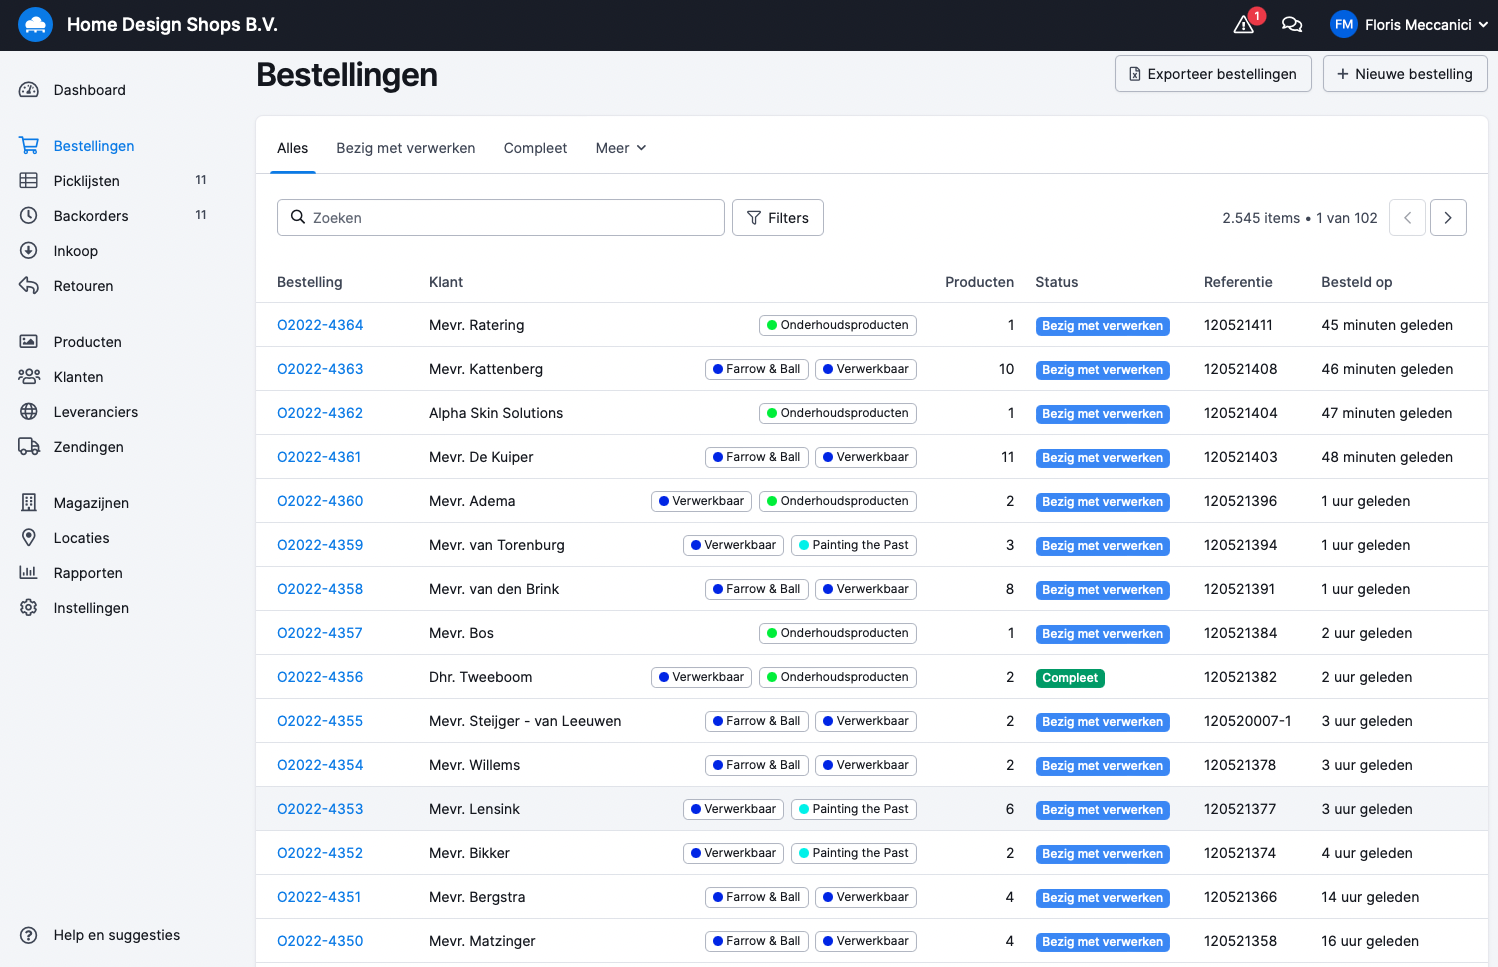 Home Design Shops B.V.
1
FM
Floris Meccanici
Dashboard
Bestellingen
Picklijsten 11
Backorders 11
Inkoop
Retouren
Producten
Klanten
Leveranciers
Zendingen
Magazijnen
Locaties
Rapporten
Instellingen
Help en suggesties
Bestellingen
Exporteer bestellingen
+ Nieuwe bestelling
Alles Bezig met verwerken Compleet Meer
Zoeken
Filters
2.545 items • 1 van 102
Bestelling Klant Producten Status Referentie Besteld op
O2022-4364 Mevr. Ratering Onderhoudsproducten 1 Bezig met verwerken 120521411 45 minuten geleden
O2022-4363 Mevr. Kattenberg Farrow & Ball Verwerkbaar 10 Bezig met verwerken 120521408 46 minuten geleden
O2022-4362 Alpha Skin Solutions Onderhoudsproducten 1 Bezig met verwerken 120521404 47 minuten geleden
O2022-4361 Mevr. De Kuiper Farrow & Ball Verwerkbaar 11 Bezig met verwerken 120521403 48 minuten geleden
O2022-4360 Mevr. Adema Verwerkbaar Onderhoudsproducten 2 Bezig met verwerken 120521396 1 uur geleden
O2022-4359 Mevr. van Torenburg Verwerkbaar Painting the Past 3 Bezig met verwerken 120521394 1 uur geleden
O2022-4358 Mevr. van den Brink Farrow & Ball Verwerkbaar 8 Bezig met verwerken 120521391 1 uur geleden
O2022-4357 Mevr. Bos Onderhoudsproducten 1 Bezig met verwerken 120521384 2 uur geleden
O2022-4356 Dhr. Tweeboom Verwerkbaar Onderhoudsproducten 2 Compleet 120521382 2 uur geleden
O2022-4355 Mevr. Steijger - van Leeuwen Farrow & Ball Verwerkbaar 2 Bezig met verwerken 120520007-1 3 uur geleden
O2022-4354 Mevr. Willems Farrow & Ball Verwerkbaar 2 Bezig met verwerken 120521378 3 uur geleden
O2022-4353 Mevr. Lensink Verwerkbaar Painting the Past 6 Bezig met verwerken 120521377 3 uur geleden
O2022-4352 Mevr. Bikker Verwerkbaar Painting the Past 2 Bezig met verwerken 120521374 4 uur geleden
O2022-4351 Mevr. Bergstra Farrow & Ball Verwerkbaar 4 Bezig met verwerken 120521366 14 uur geleden
O2022-4350 Mevr. Matzinger Farrow & Ball Verwerkbaar 4 Bezig met verwerken 120521358 16 uur geleden